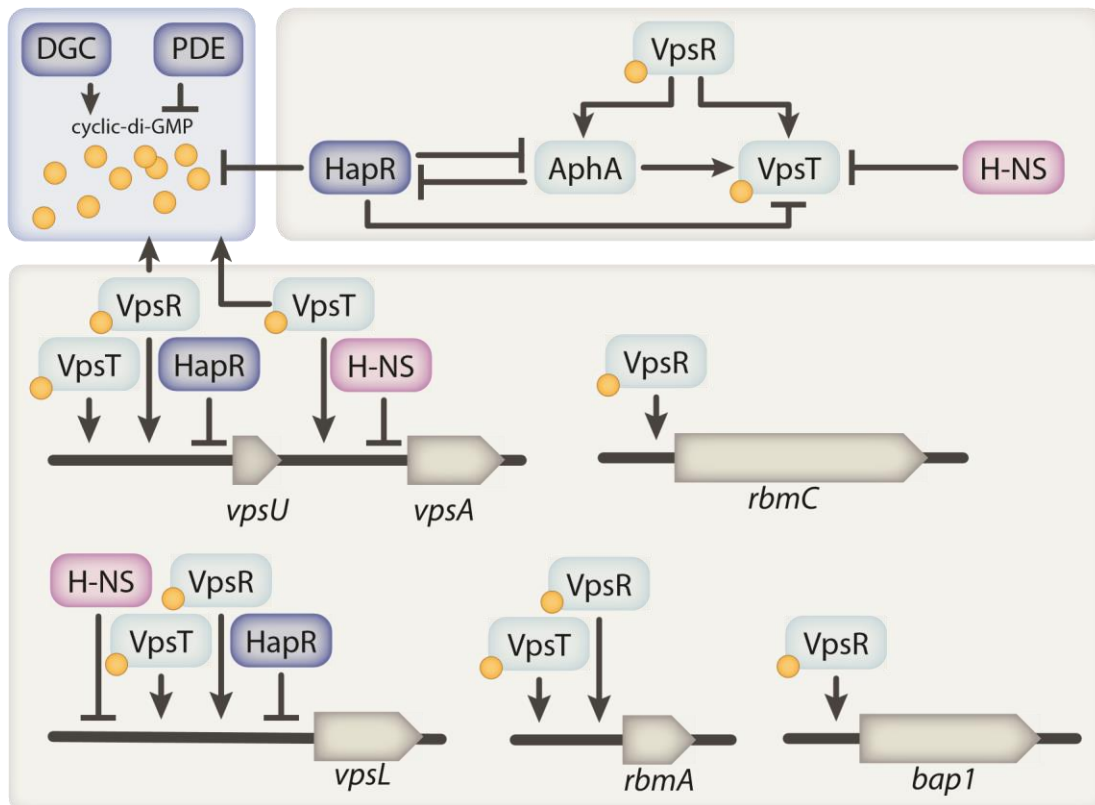 DGC
PDE
cyclic-di-GMP
VpsR
HapR
AphA
VpsT
H-NS
VpsR
VpsT
VpsT
HapR
H-NS
vpsU
vpsA
VpsR
rbmC
H-NS
VpsR
VpsT
HapR
vpsL
VpsR
VpsT
rbmA
VpsR
bap1